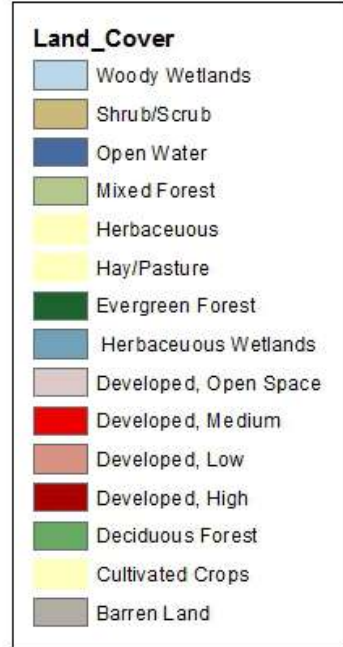 Land_Cover
Woody Wetlands
Shrub/Scrub
Open Water
Mixed Forest
Herbaceuous
Hay/Pasture
Evergreen Forest
Herbaceuous Wetlands
Developed, Open Space
Developed, Medium
Developed, Low
Developed, High
Deciduous Forest
Cultivated Crops
Barren Land